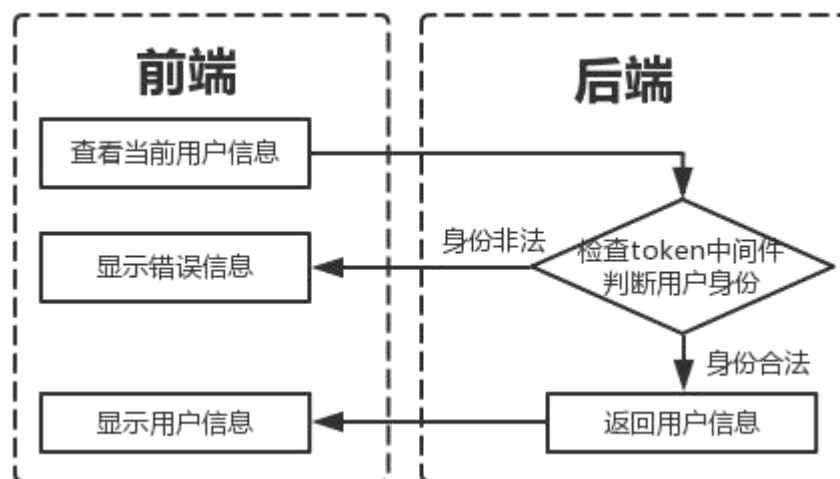 前端
后端
查看当前用户信息
身份非法
检查token中间件
判断用户身份
显示错误信息
身份合法
显示用户信息
返回用户信息